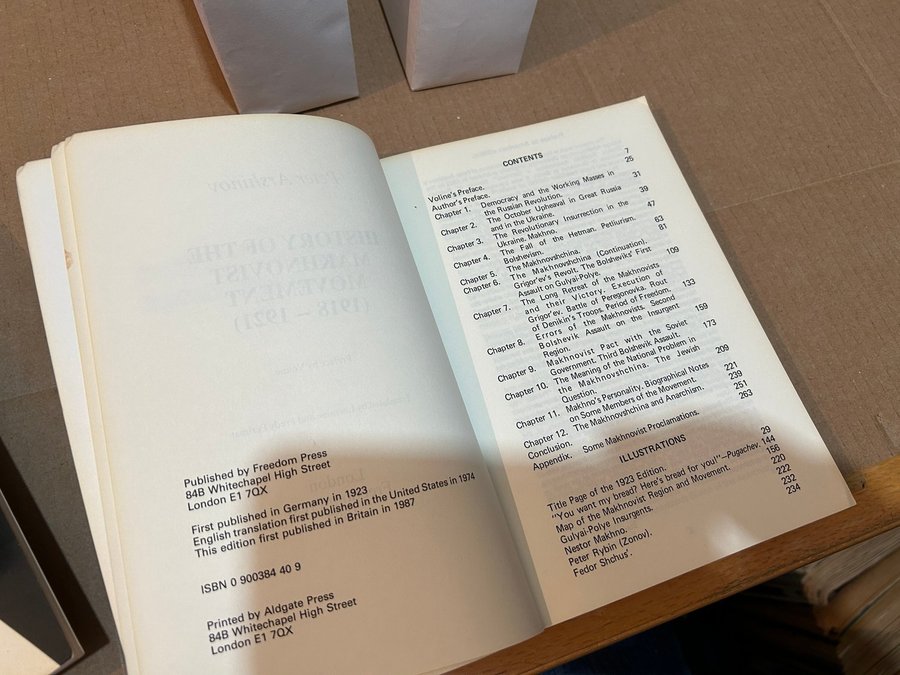 Published by Freedom Press
84B Whitechapel High Street
London E1 7QX
First published in Germany in 1923
English translation first published in the United States in 1974
This edition first published in Britain in 1987
ISBN 0 900384 40 9
Printed by Aldgate Press
84B Whitechapel High Street
London E1 7QX
CONTENTS
Voline's Preface. 7
Author's Preface. 25
Chapter 1. Democracy and the Working Masses in
the Russian Revolution. 31
Chapter 2. The October Upheaval in Great Russia
and in the Ukraine. 39
Chapter 3. The Revolutionary Insurrection in the
Ukraine. Makhno. 47
Chapter 4. The Fall of the Hetman. Petliurism.
Bolshevism. 63
Chapter 5. The Makhnovshchina. 81
Chapter 6. The Makhnovshchina (Continuation).
Grigor'ev's Revolt. The Bolsheviks' First
Assault on Gulyai-Polye. 109
Chapter 7. The Long Retreat of the Makhnovists
and their Victory. Execution of
Grigor'ev. Battle of Peregonovka. Rout
of Denikin's Troops. Period of Freedom. 133
Chapter 8. Errors of the Makhnovists. Second
Bolshevik Assault on the Insurgent
Region. 159
Chapter 9. Makhnovist Pact with the Soviet
Government. Third Bolshevik Assault. 173
Chapter 10. The Meaning of the National Problem in
the Makhnovshchina. The Jewish
Question. 209
Chapter 11. Makhno's Personality. Biographical Notes
on Some Members of the Movement. 221
Chapter 12. The Makhnovshchina and Anarchism. 239
Conclusion. 251
Appendix. Some Makhnovist Proclamations. 263
ILLUSTRATIONS
Title Page of the 1923 Edition. 29
"You want my bread? Here's bread for you!"—Pugachev. 144
Map of the Makhnovist Region and Movement. 156
Gulyai-Polye Insurgents. 220
Nestor Makhno. 222
Peter Rybin (Zonov). 232
Fedor Shchus'. 234